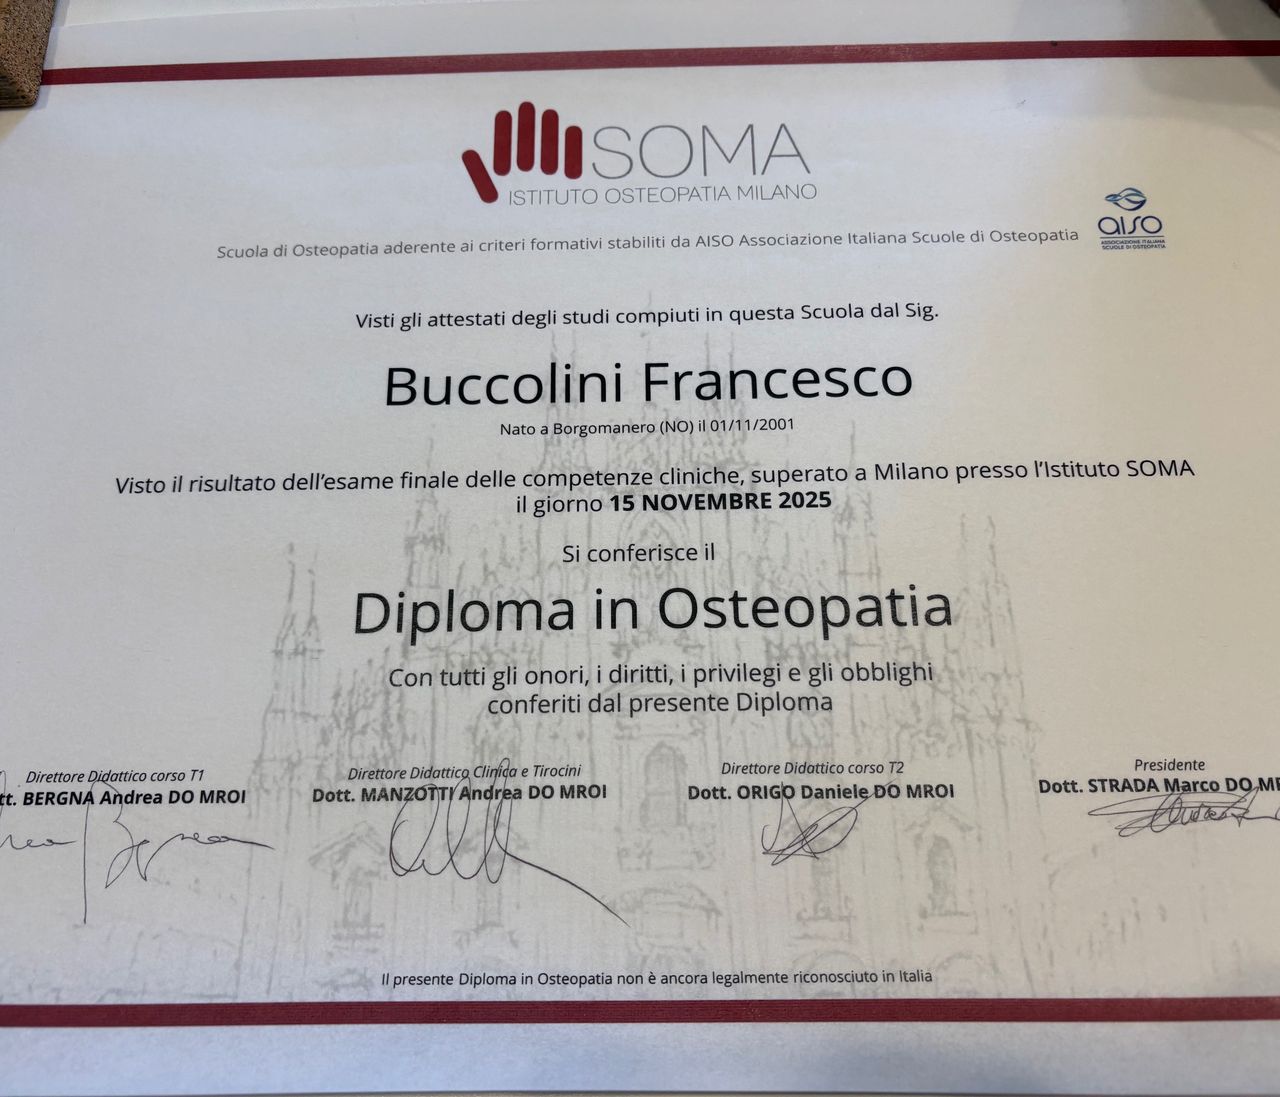 SOMA
ISTITUTO OSTEOPATIA MILANO
Scuola di Osteopatia aderente ai criteri formativi stabiliti da AISO Associazione Italiana Scuole di Osteopatia
aiso
ASSOCIAZIONE ITALIANA
SCUOLE DI OSTEOPATIA
Visti gli attestati degli studi compiuti in questa Scuola dal Sig.
Buccolini Francesco
Nato a Borgomanero (NO) il 01/11/2001
Visto il risultato dell'esame finale delle competenze cliniche, superato a Milano presso l'Istituto SOMA
il giorno 15 NOVEMBRE 2025
Si conferisce il
Diploma in Osteopatia
Con tutti gli onori, i diritti, i privilegi e gli obblighi
conferiti dal presente Diploma
Direttore Didattico corso T1
tt. BERGNA Andrea DO MROI
Direttore Didattico Clinica e Tirocini
Dott. MANZOTTI Andrea DO MROI
Direttore Didattico corso T2
Dott. ORIGO Daniele DO MROI
Presidente
Dott. STRADA Marco DO
Il presente Diploma in Osteopatia non è ancora legalmente riconosciuto in Italia